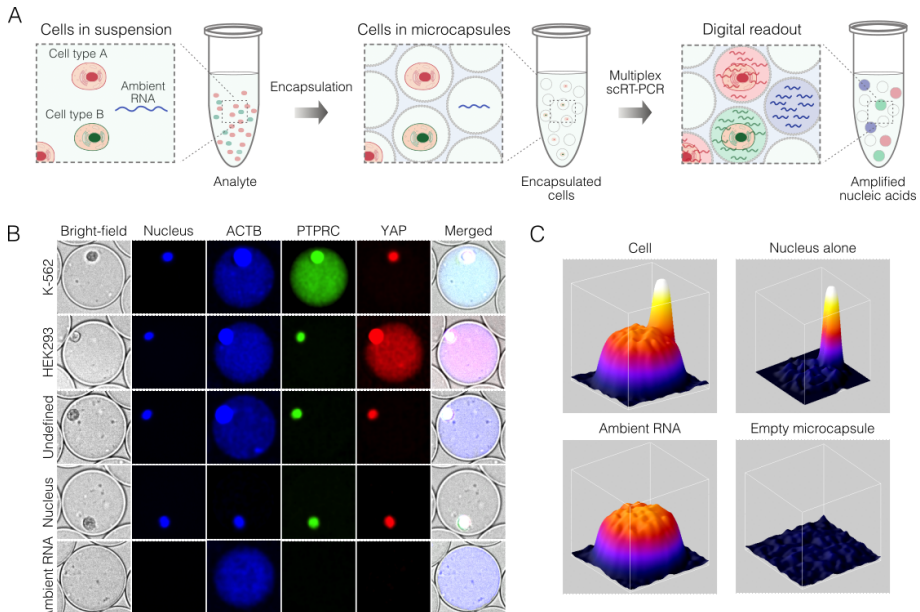 A
Cells in suspension
Cell type A
Ambient
RNA
Cell type B
Analyte
Encapsulation
Cells in microcapsules
Encapsulated
cells
Multiplex
scRT-PCR
Digital readout
Amplified
nucleic acids
B
Bright-field Nucleus ACTB PTPRC YAP Merged
K-562
HEK293
Undefined
Nucleus
Ambient RNA
C
Cell
Nucleus alone
Ambient RNA
Empty microcapsule